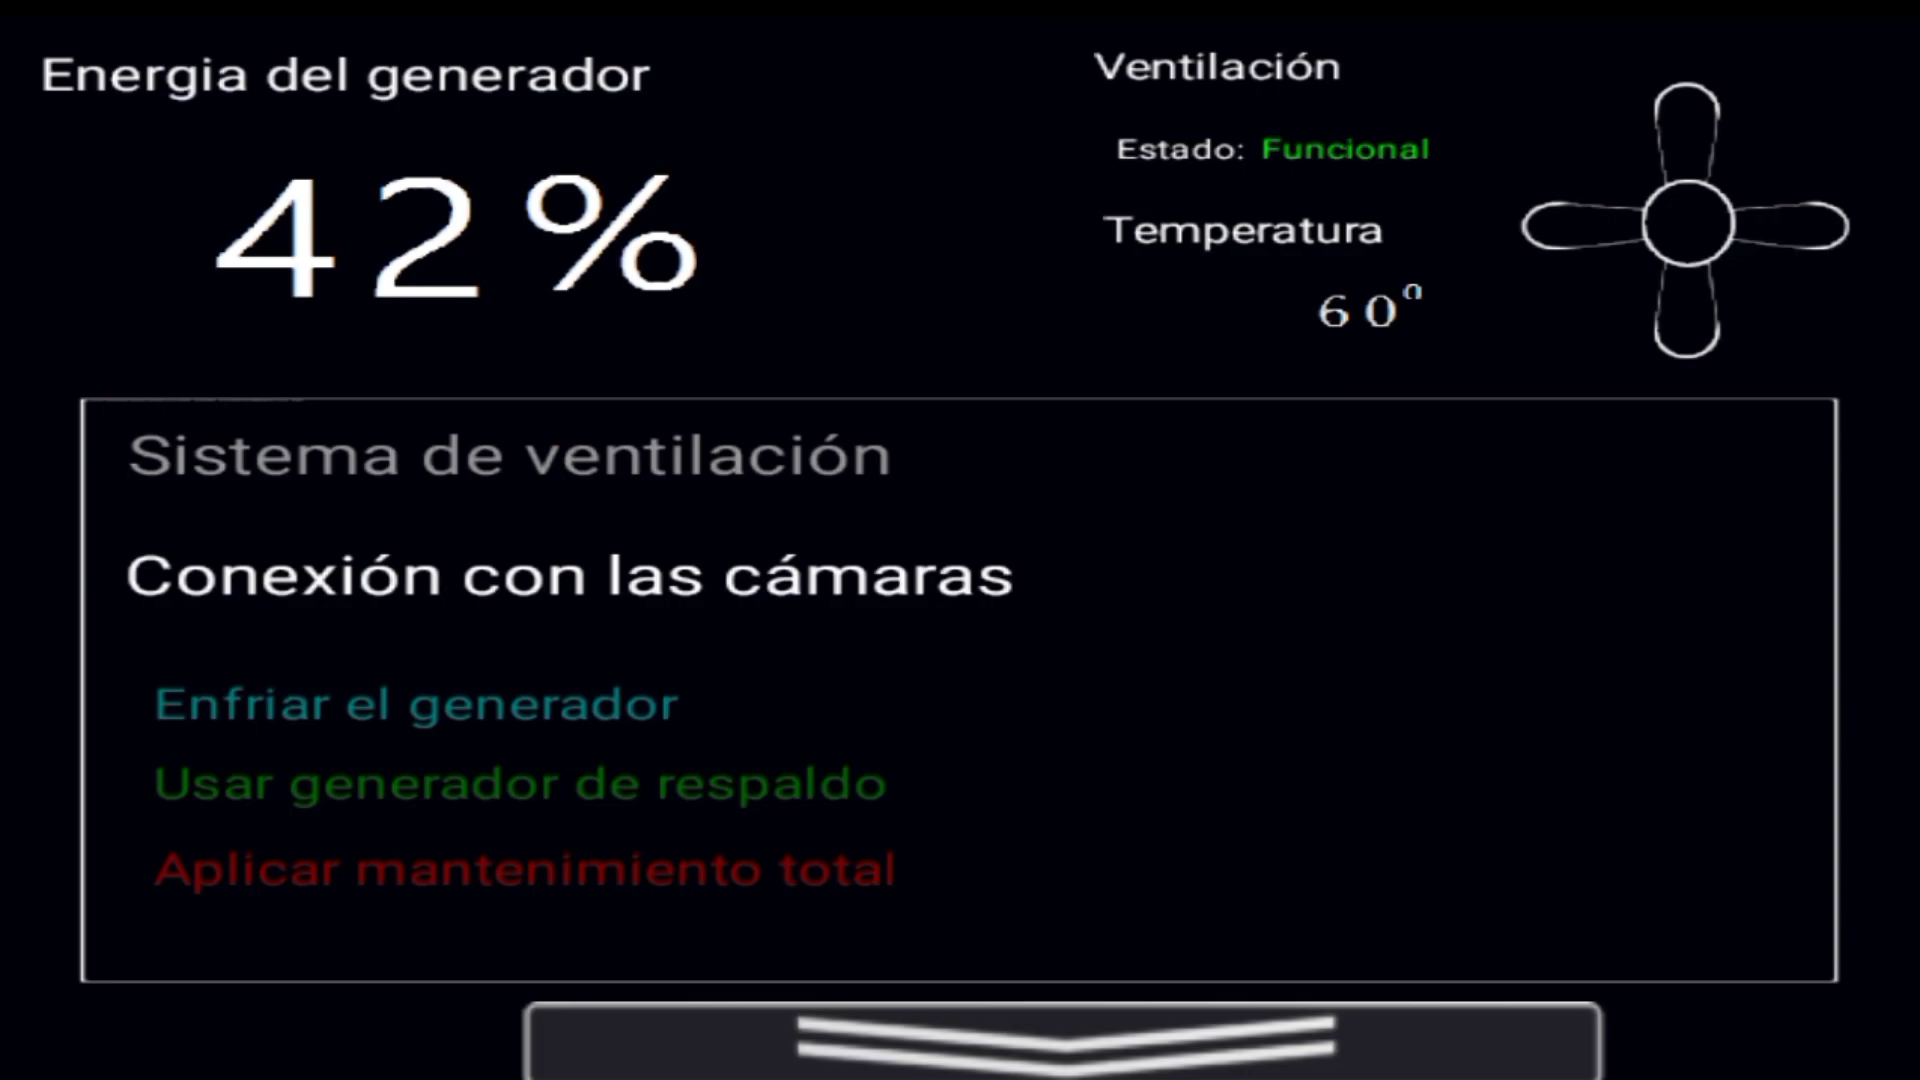 Energia del generador
42%
Ventilación
Estado: Funcional
Temperatura
60º
Sistema de ventilación
Conexión con las cámaras
Enfriar el generador
Usar generador de respaldo
Aplicar mantenimiento total